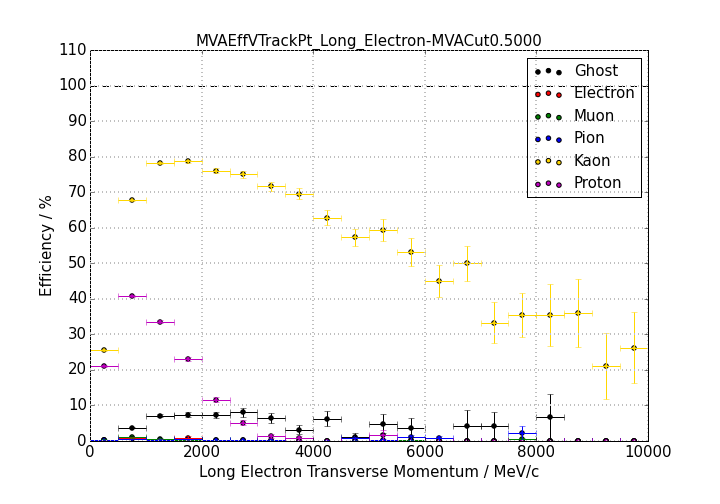 MVAEffVTrackPt_Long_Electron-MVACut0.5000
110
100
90
80
70
60
50
40
30
20
10
0
Efficiency / %
Ghost
Electron
Muon
Pion
Kaon
Proton
0 2000 4000 6000 8000 10000
Long Electron Transverse Momentum / MeV/c